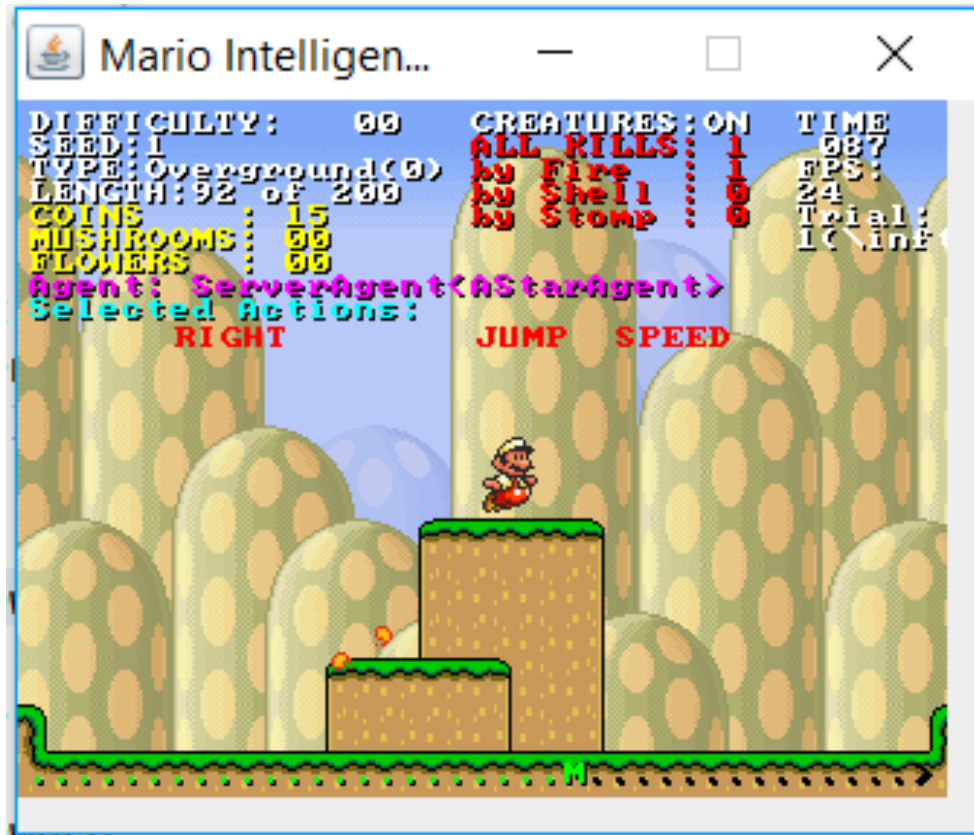 Mario Intelligen...
DIFFICULTY: 00 CREATURES:ON TIME
SEED:1 ALL KILLS: 1 087
TYPE:Overground(0) by Fire : 1 FPS:
LENGTH:92 of 200 by Shell : 0 24
COINS : 15 by Stomp : 0 Trial:
MUSHROOMS: 00 1(\inf
FLOWERS : 00
Agent: ServerAgent<AStarAgent>
Selected Actions:
RIGHT JUMP SPEED
M